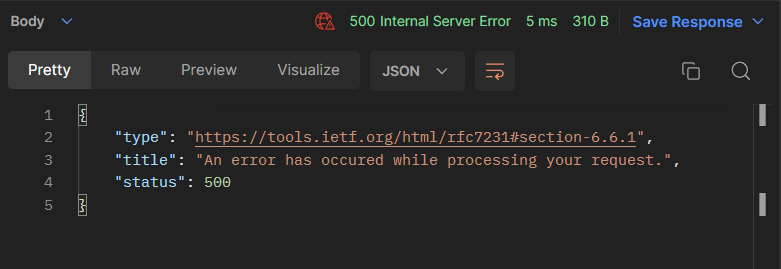 Body 500 Internal Server Error 5 ms 310 B Save Response
Pretty Raw Preview Visualize JSON
1 {
2 "type": "https://tools.ietf.org/html/rfc7231#section-6.6.1",
3 "title": "An error has occured while processing your request.",
4 "status": 500
5 }